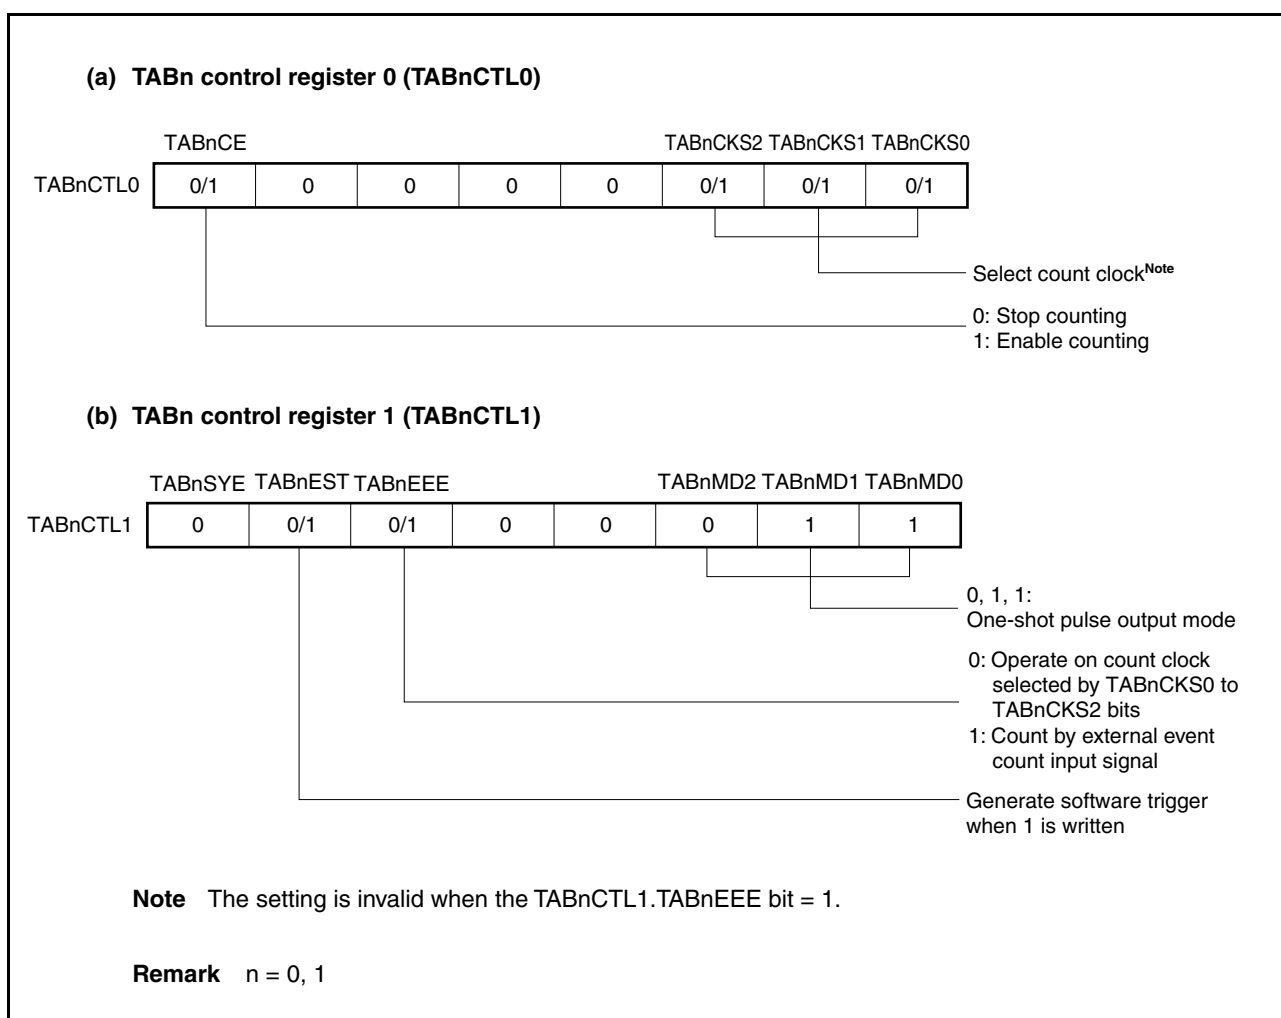 (a) TABn control register 0 (TABnCTL0)
TABnCE TABnCKS2 TABnCKS1 TABnCKS0
TABnCTL0 0/1 0 0 0 0 0/1 0/1 0/1
Select count clockNote
0: Stop counting
1: Enable counting
(b) TABn control register 1 (TABnCTL1)
TABnSYE TABnEST TABnEEE TABnMD2 TABnMD1 TABnMD0
TABnCTL1 0 0/1 0/1 0 0 0 1 1
0, 1, 1:
One-shot pulse output mode
0: Operate on count clock
selected by TABnCKS0 to
TABnCKS2 bits
1: Count by external event
count input signal
Generate software trigger
when 1 is written
Note The setting is invalid when the TABnCTL1.TABnEEE bit = 1.
Remark n = 0, 1